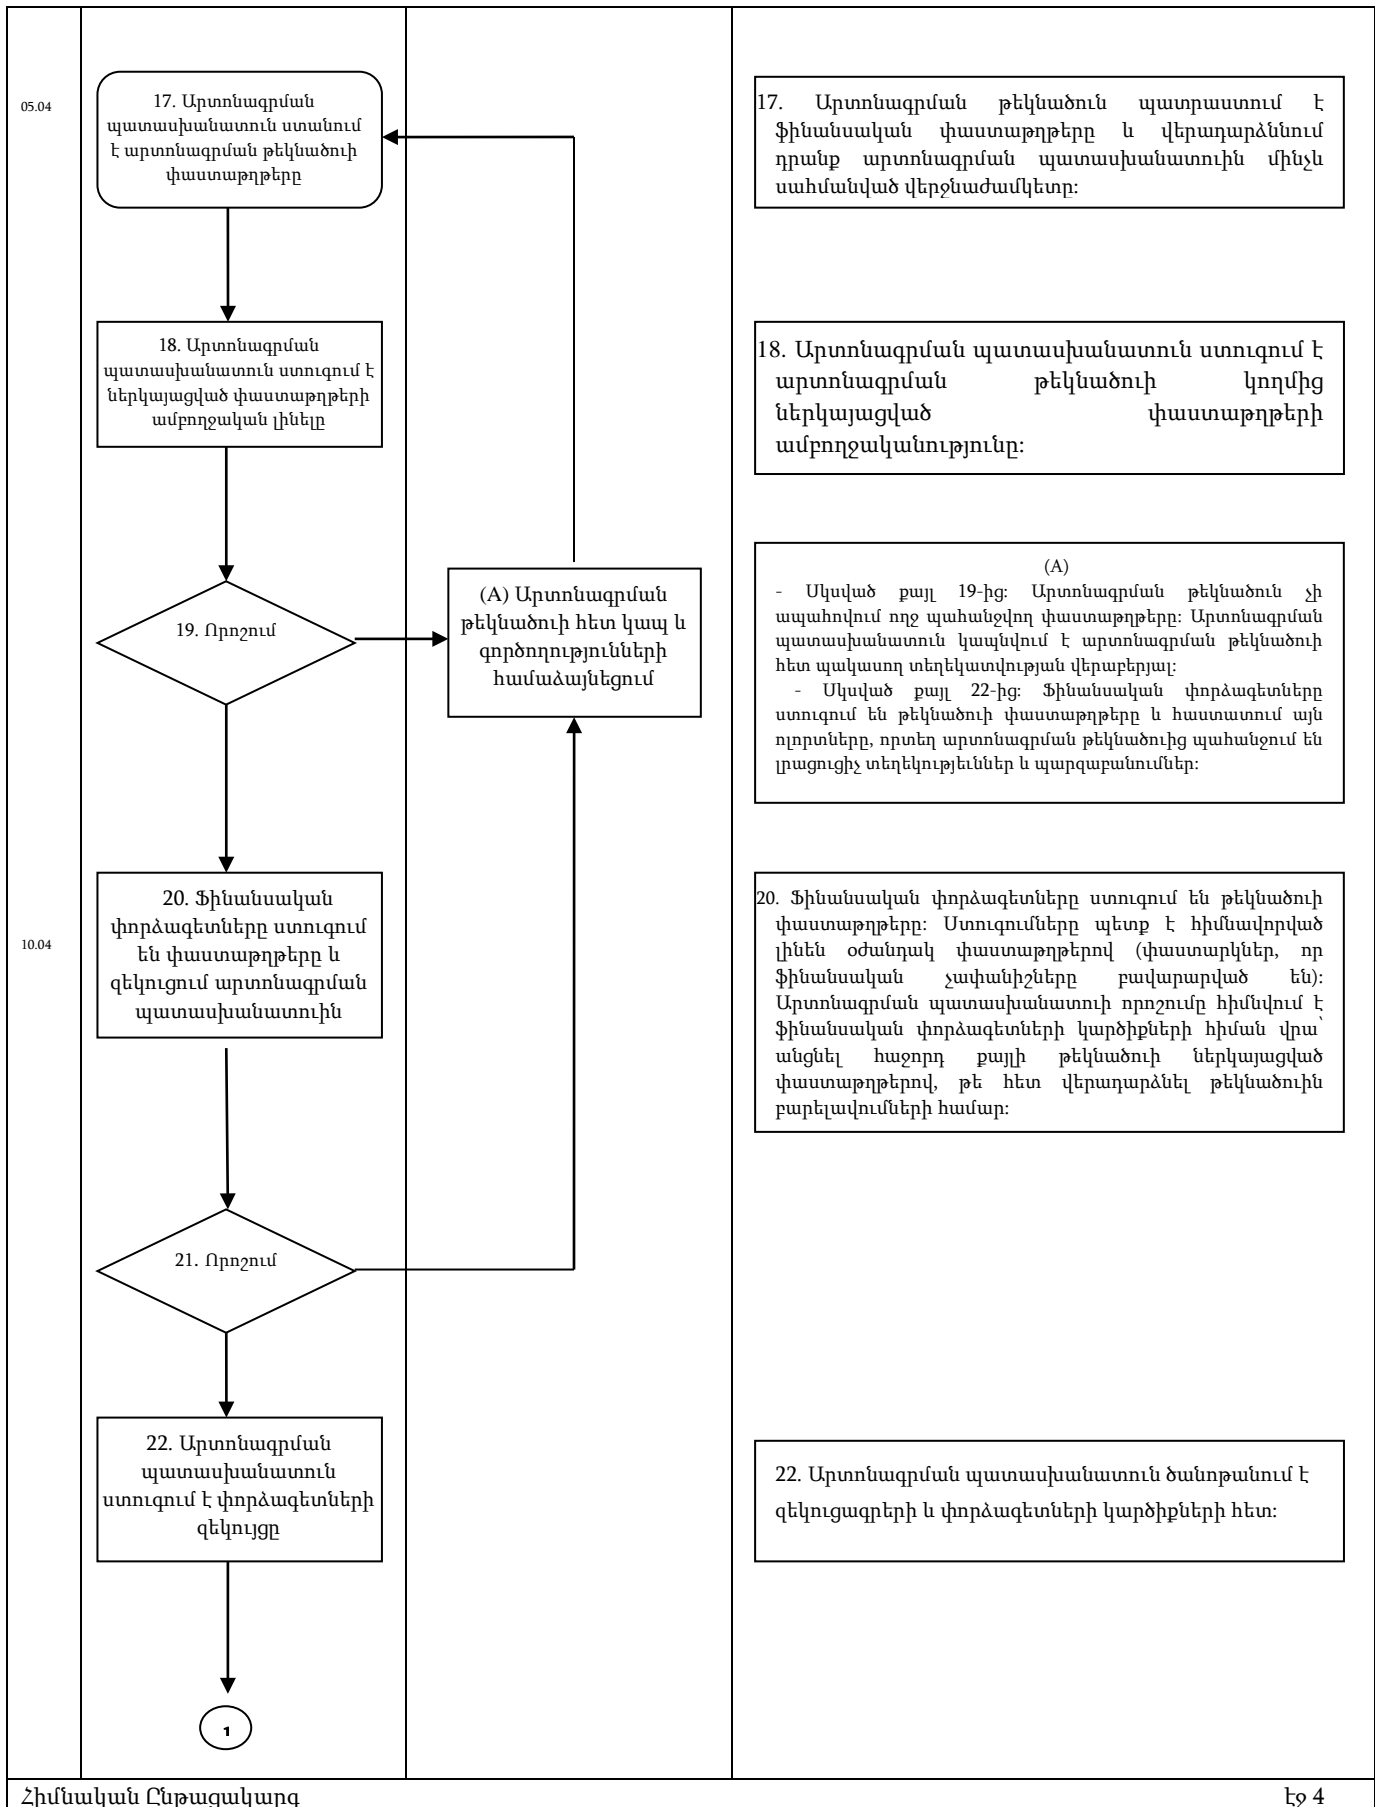 05.04
17. Արտոնագրման
պատասխանատուն ստանում
է արտոնագրման թեկնածուի
փաստաթղթերը
17. Արտոնագրման թեկնածուն պատրաստում է
ֆինանսական փաստաթղթերը և վերադարձննում
դրանք արտոնագրման պատասխանատուին մինչև
սահմանված վերջնաժամկետը:
18. Արտոնագրման
պատասխանատուն ստուգում է
ներկայացված փաստաթղթերի
ամբողջական լինելը
18. Արտոնագրման պատասխանատուն ստուգում է
արտոնագրման թեկնածուի կողմից
ներկայացված փաստաթղթերի
ամբողջականությունը:
19. Որոշում
(A) Արտոնագրման
թեկնածուի հետ կապ և
գործողությունների
համաձայնեցում
(A)
- Սկսված քայլ 19-ից: Արտոնագրման թեկնածուն չի
ապահովում ողջ պահանջվող փաստաթղթերը: Արտոնագրման
պատասխանատուն կապնվում է արտոնագրման թեկնածուի
հետ պակասող տեղեկատվության վերաբերյալ:
- Սկսված քայլ 22-ից: Ֆինանսական փորձագետները
ստուգում են թեկնածուի փաստաթղթերը և հաստատում այն
ոլորտները, որտեղ արտոնագրման թեկնածուից պահանջում են
լրացուցիչ տեղեկությեւններ և պարզաբանումներ:
10.04
20. Ֆինանսական
փորձագետները ստուգում
են փաստաթղթերը և
զեկուցում արտոնագրման
պատասխանատուին
20. Ֆինանսական փորձագետները ստուգում են թեկնածուի
փաստաթղթերը: Ստուգումները պետք է հիմնավորված
լինեն օժանդակ փաստաթղթերով (փաստարկներ, որ
ֆինանսական չափանիշները բավարարված են):
Արտոնագրման պատասխանատուի որոշումը հիմնվում է
ֆինանսական փորձագետների կարծիքների հիման վրա՝
անցնել հաջորդ քայլի թեկնածուի ներկայացված
փաստաթղթերով, թե հետ վերադարձնել թեկնածուին
բարելավումների համար:
21. Որոշում
22. Արտոնագրման
պատասխանատուն
ստուգում է փորձագետների
զեկույցը
22. Արտոնագրման պատասխանատուն ծանոթանում է
զեկուցագրերի և փորձագետների կարծիքների հետ:
1
Հիմնական Ընթացակարգ էջ 4